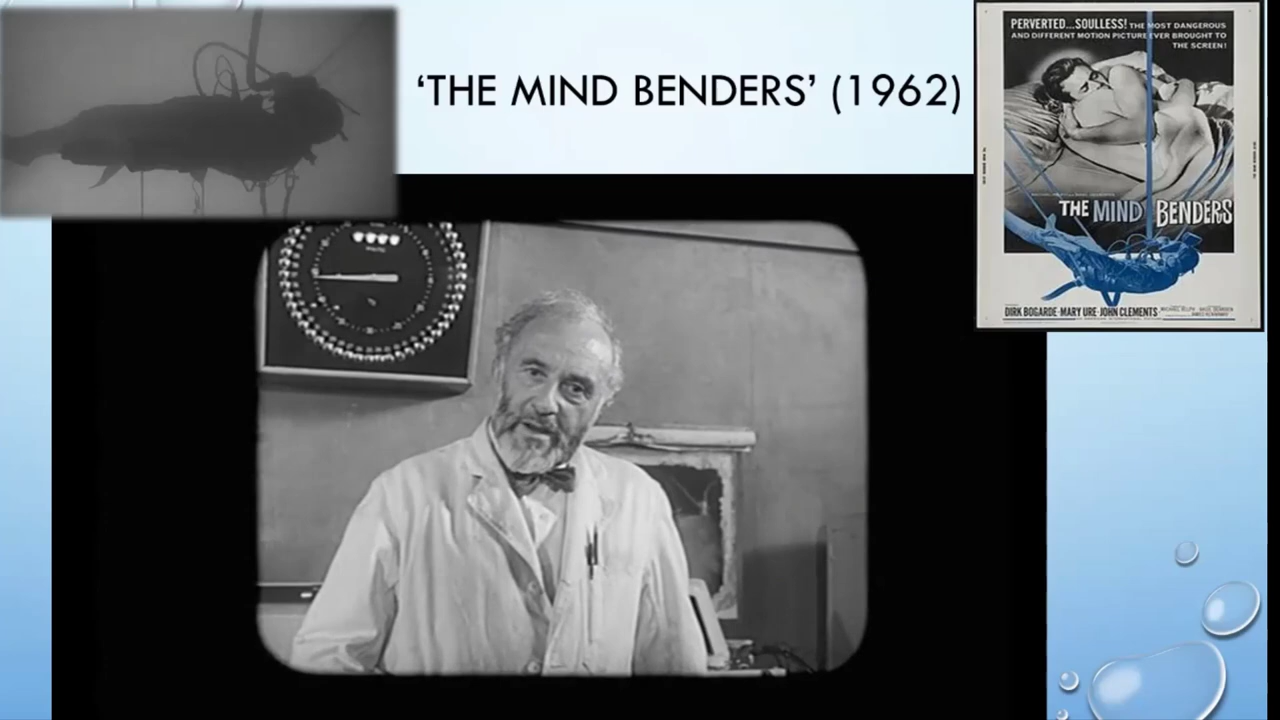 ‘THE MIND BENDERS’ (1962)
PERVERTED...SOULLESS! THE MOST DANGEROUS
AND DIFFERENT MOTION PICTURE EVER BROUGHT TO
THE SCREEN!
THE MIND BENDERS
DIRK BOGARDE · MARY URE · JOHN CLEMENTS